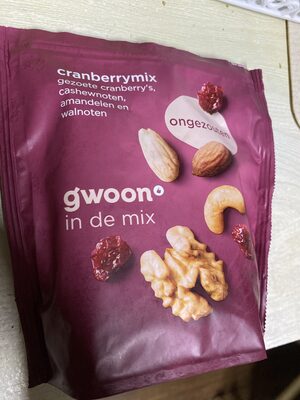 cranberrymix
gezoete cranberry's,
cashewnoten,
amandelen en
walnoten
ongezouten
gwoon
in de mix